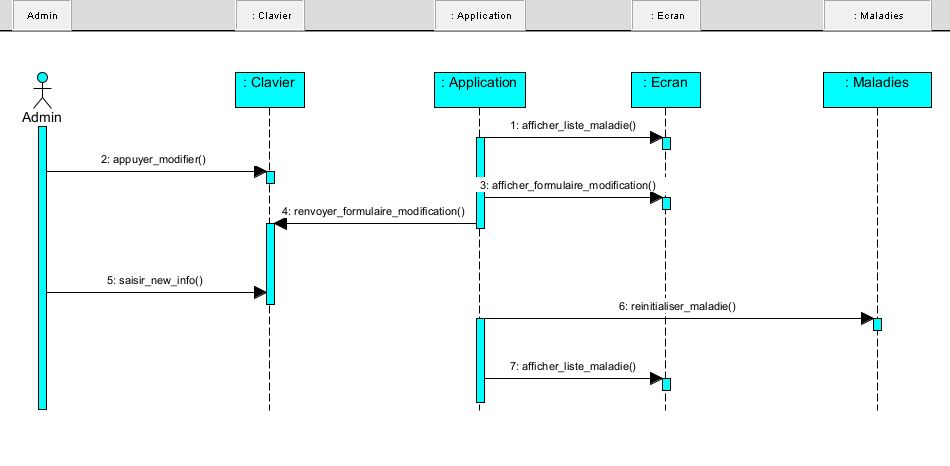 Admin
: Clavier
: Application
: Ecran
: Maladies
Admin
: Clavier
: Application
: Ecran
: Maladies
1: afficher_liste_maladie()
2: appuyer_modifier()
3: afficher_formulaire_modification()
4: renvoyer_formulaire_modification()
5: saisir_new_info()
6: reinitialiser_maladie()
7: afficher_liste_maladie()